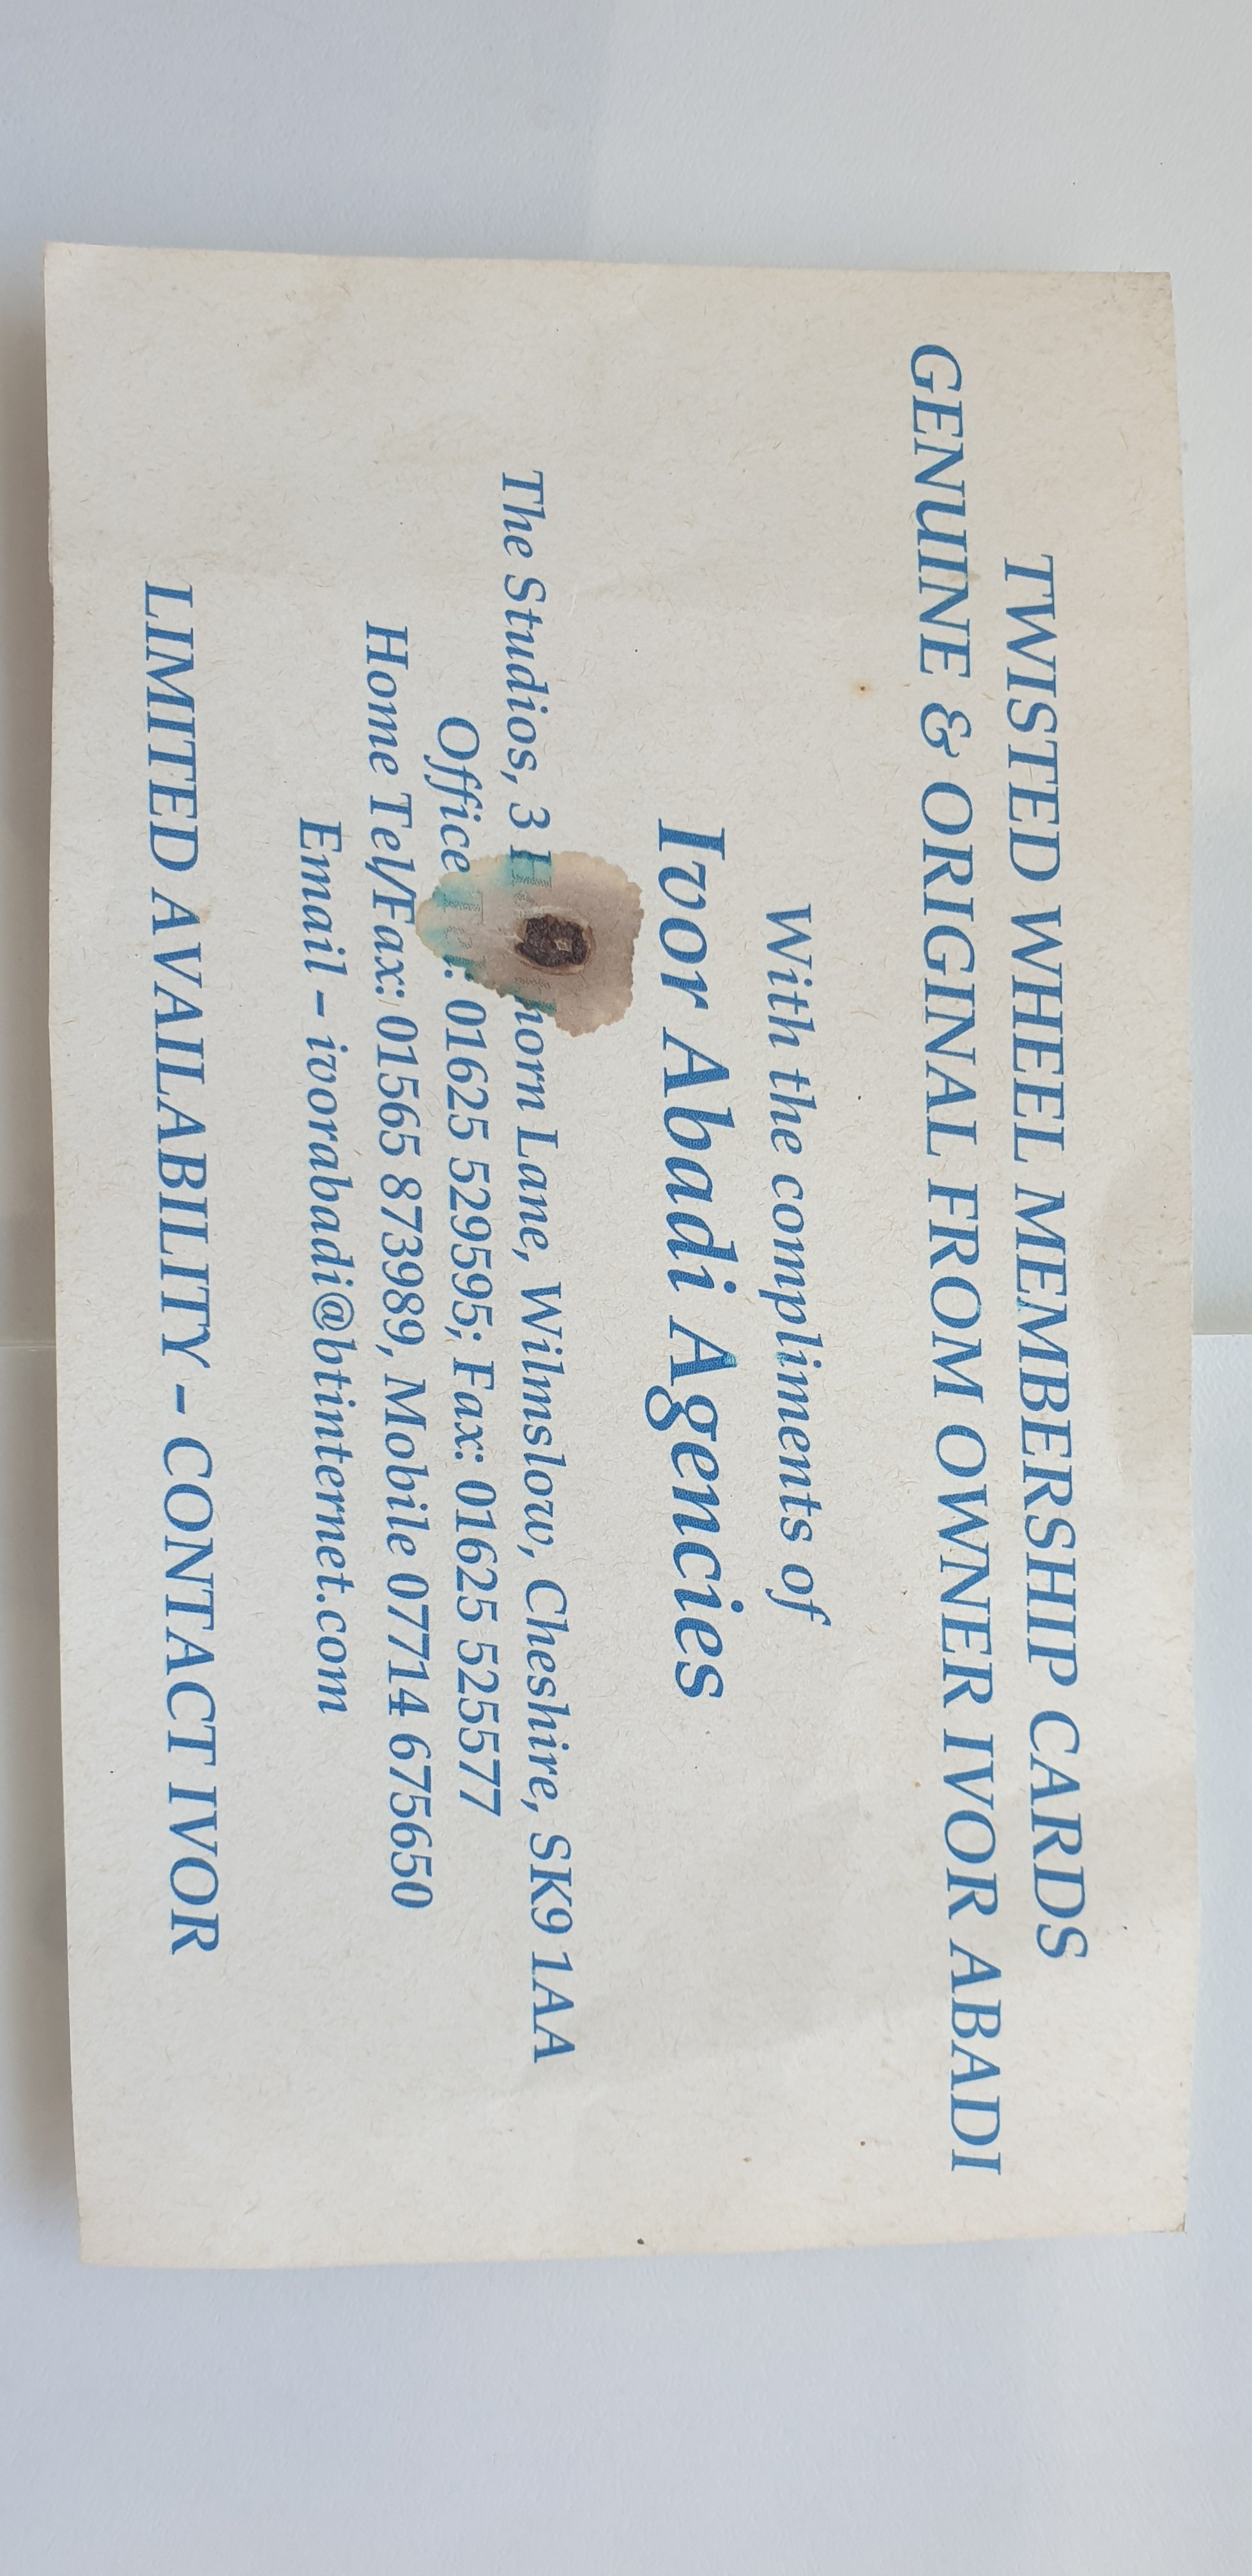 TWISTED WHEEL MEMBERSHIP CARDS
GENUINE & ORIGINAL FROM OWNER IVOR ABADI
With the compliments of
Ivor Abadi Agencies
The Studios, 3 Lane, Wilmslow, Cheshire, SK9 1AA
Office 01625 529595; Fax: 01625 525577
Home Tel/Fax: 01565 873989, Mobile 07714 675650
Email – ivorabadi@btinternet.com
LIMITED AVAILABILITY – CONTACT IVOR